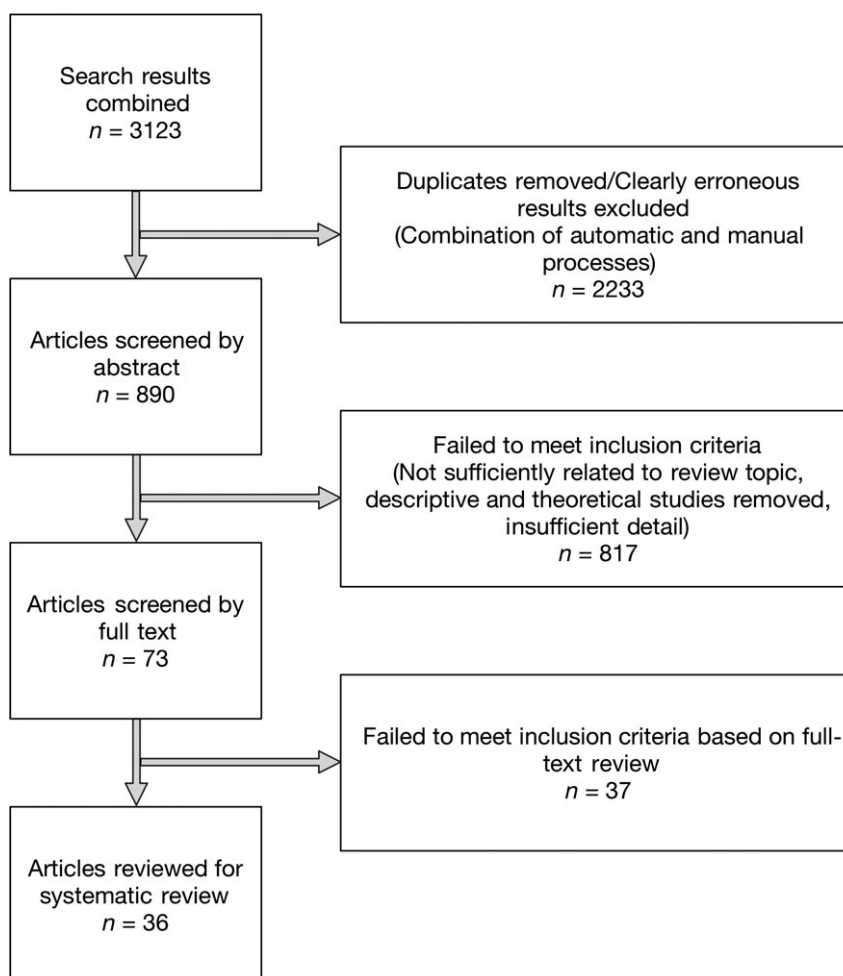 Search results
combined
n = 3123
Duplicates removed/Clearly erroneous
results excluded
(Combination of automatic and manual
processes)
n = 2233
Articles screened by
abstract
n = 890
Failed to meet inclusion criteria
(Not sufficiently related to review topic,
descriptive and theoretical studies removed,
insufficient detail)
n = 817
Articles screened by
full text
n = 73
Failed to meet inclusion criteria based on full-
text review
n = 37
Articles reviewed for
systematic review
n = 36